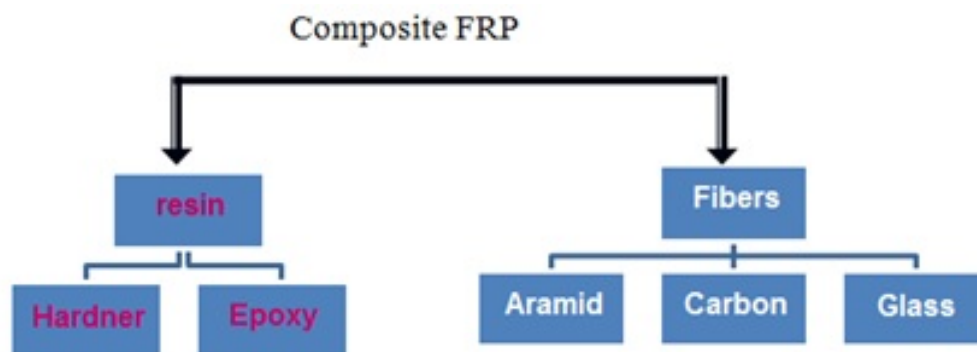 Composite FRP
resin
Fibers
Hardner
Epoxy
Aramid
Carbon
Glass